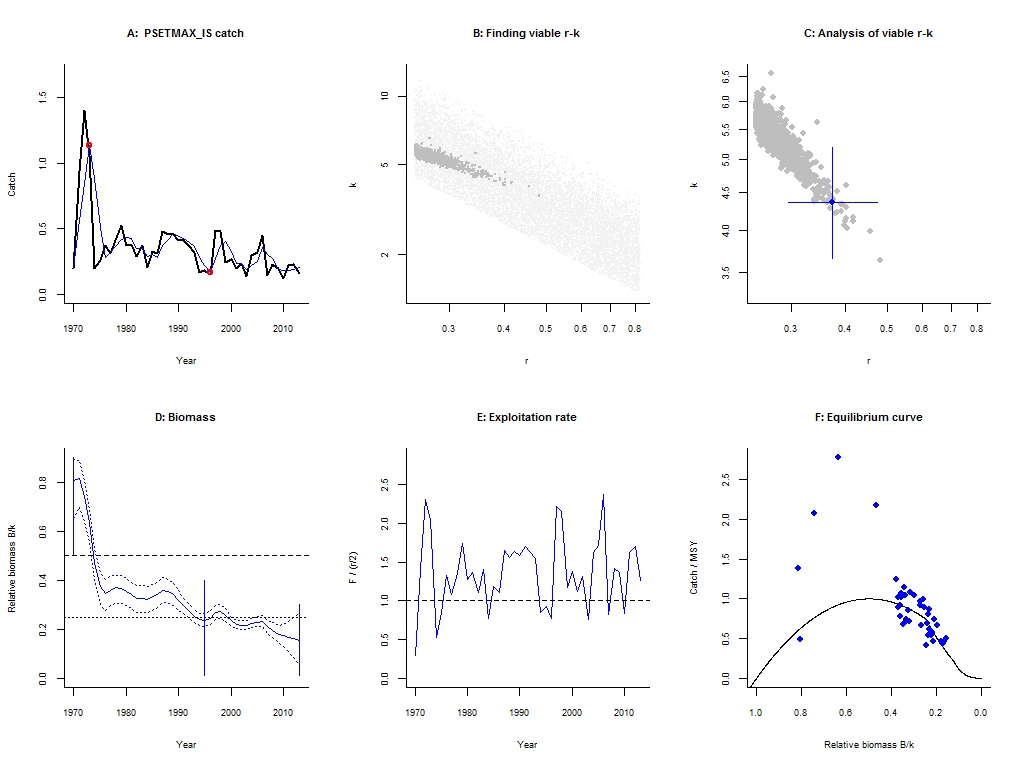 A:  PSETMAX_IS catch
B: Finding viable r-k
C: Analysis of viable r-k
Catch
0.0 0.5 1.0 1.5
1970 1980 1990 2000 2010
Year
k
2 5 10
0.3 0.4 0.5 0.6 0.7 0.8
r
k
3.5 4.0 4.5 5.0 5.5 6.0 6.5
0.3 0.4 0.5 0.6 0.7 0.8
r
D: Biomass
E: Exploitation rate
F: Equilibrium curve
Relative biomass B/k
0.0 0.2 0.4 0.6 0.8
1970 1980 1990 2000 2010
Year
F / (r/2)
0.0 0.5 1.0 1.5 2.0 2.5
1970 1980 1990 2000 2010
Year
Catch / MSY
0.0 0.5 1.0 1.5 2.0 2.5
1.0 0.8 0.6 0.4 0.2 0.0
Relative biomass B/k